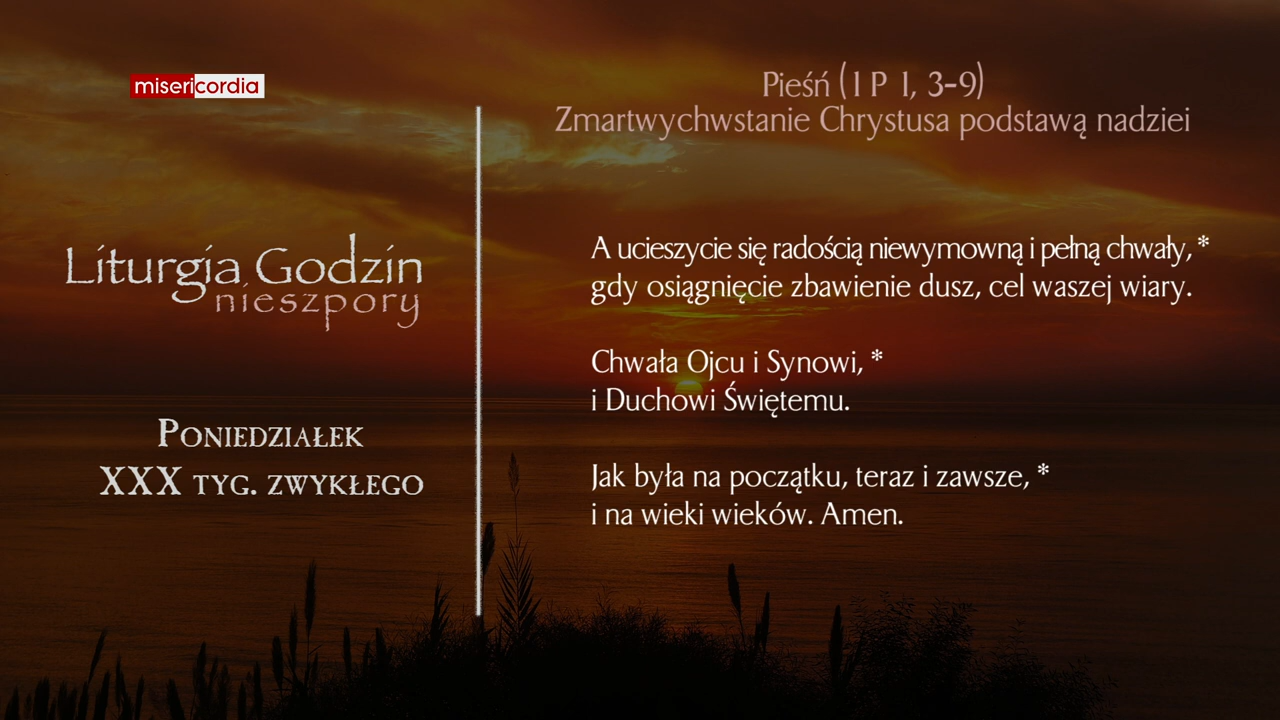 misericordia
Pieśń (1 P 1, 3-9)
Zmartwychwstanie Chrystusa podstawą nadziei
Liturgia Godzin
nieszpory
Poniedziałek
XXX tyg. zwykłego
A ucieszycie się radością niewymowną i pełną chwały, *
gdy osiągnięcie zbawienie dusz, cel waszej wiary.
Chwała Ojcu i Synowi, *
i Duchowi Świętemu.
Jak była na początku, teraz i zawsze, *
i na wieki wieków. Amen.